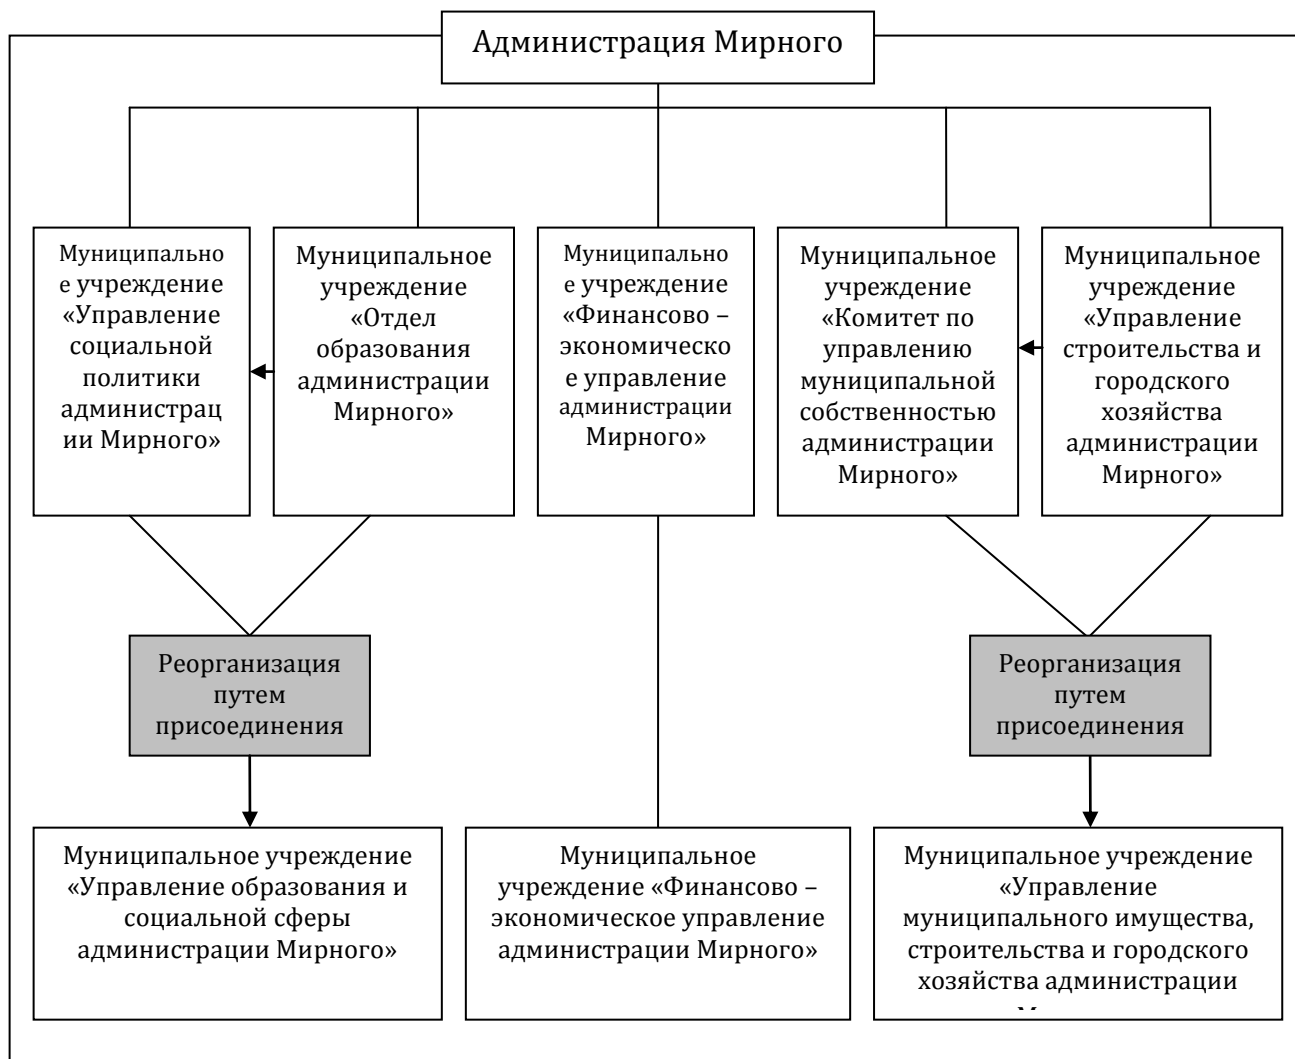 Администрация Мирного
Муниципально
е учреждение
«Управление
социальной
политики
администрац
ии Мирного»
Муниципальное
учреждение
«Отдел
образования
администрации
Мирного»
Муниципально
е учреждение
«Финансово –
экономическо
е управление
администрации
Мирного»
Муниципальное
учреждение
«Комитет по
управлению
муниципальной
собственностью
администрации
Мирного»
Муниципальное
учреждение
«Управление
строительства и
городского
хозяйства
администрации
Мирного»
Реорганизация
путем
присоединения
Реорганизация
путем
присоединения
Муниципальное учреждение
«Управление образования и
социальной сферы
администрации Мирного»
Муниципальное
учреждение «Финансово –
экономическое управление
администрации Мирного»
Муниципальное учреждение
«Управление
муниципального имущества,
строительства и городского
хозяйства администрации